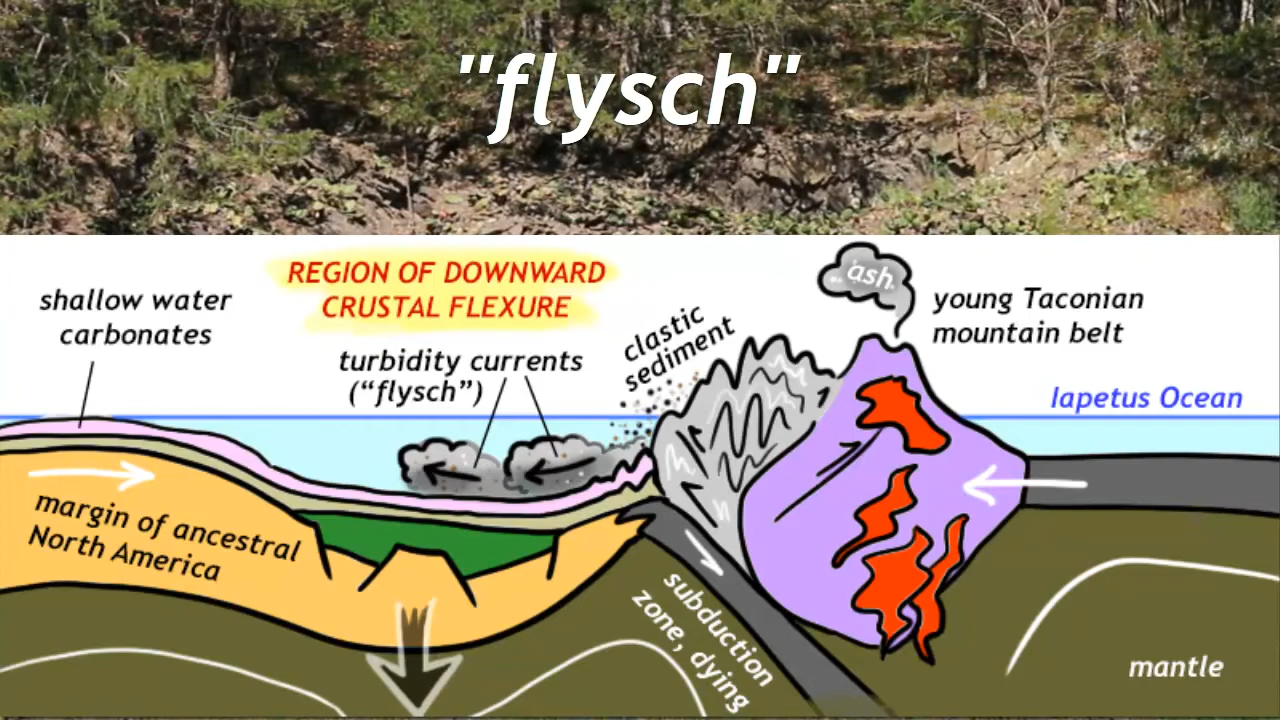 "flysch"
REGION OF DOWNWARD
CRUSTAL FLEXURE
shallow water
carbonates
turbidity currents
(“flysch”)
clastic
sediment
ash
young Taconian
mountain belt
Iapetus Ocean
margin of ancestral
North America
subduction
zone, dying
mantle